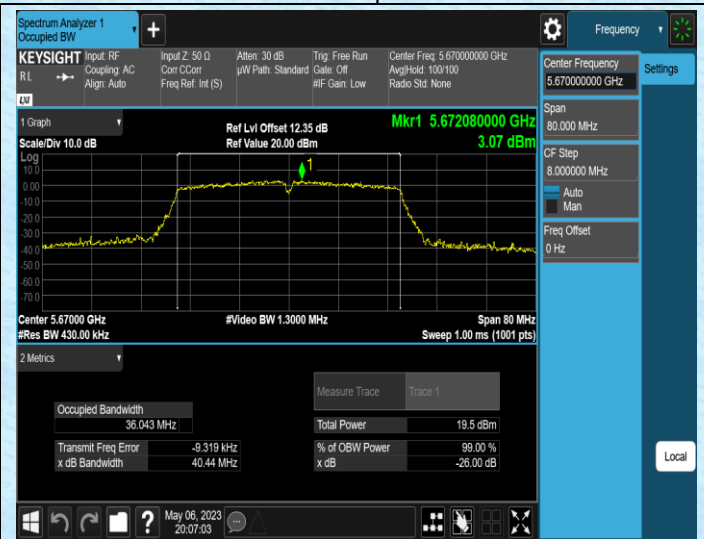 Spectrum Analyzer 1
Occupied BW
+
Frequency
KEYSIGHT
RL
LXI
Input: RF
Coupling: AC
Align: Auto
Input Z: 50 Ω
Corr CCorr
Freq Ref: Int (S)
Atten: 30 dB
µW Path: Standard
Trig: Free Run
Gate: Off
#IF Gain: Low
Center Freq: 5.670000000 GHz
Avg|Hold: 100/100
Radio Std: None
Center Frequency
5.670000000 GHz
Settings
Span
80.000 MHz
CF Step
8.000000 MHz
Auto
Man
Freq Offset
0 Hz
1 Graph
Scale/Div 10.0 dB
Ref Lvl Offset 12.35 dB
Ref Value 20.00 dBm
Mkr1 5.672080000 GHz
3.07 dBm
Log
10.0
0.00
-10.0
-20.0
-30.0
-40.0
-50.0
-60.0
-70.0
1
Center 5.67000 GHz
#Res BW 430.00 kHz
#Video BW 1.3000 MHz
Span 80 MHz
Sweep 1.00 ms (1001 pts)
2 Metrics
Measure Trace Trace 1
Occupied Bandwidth
36.043 MHz
Total Power 19.5 dBm
Transmit Freq Error -9.319 kHz
% of OBW Power 99.00 %
x dB Bandwidth 40.44 MHz
x dB -26.00 dB
Local
?
May 06, 2023
20:07:03